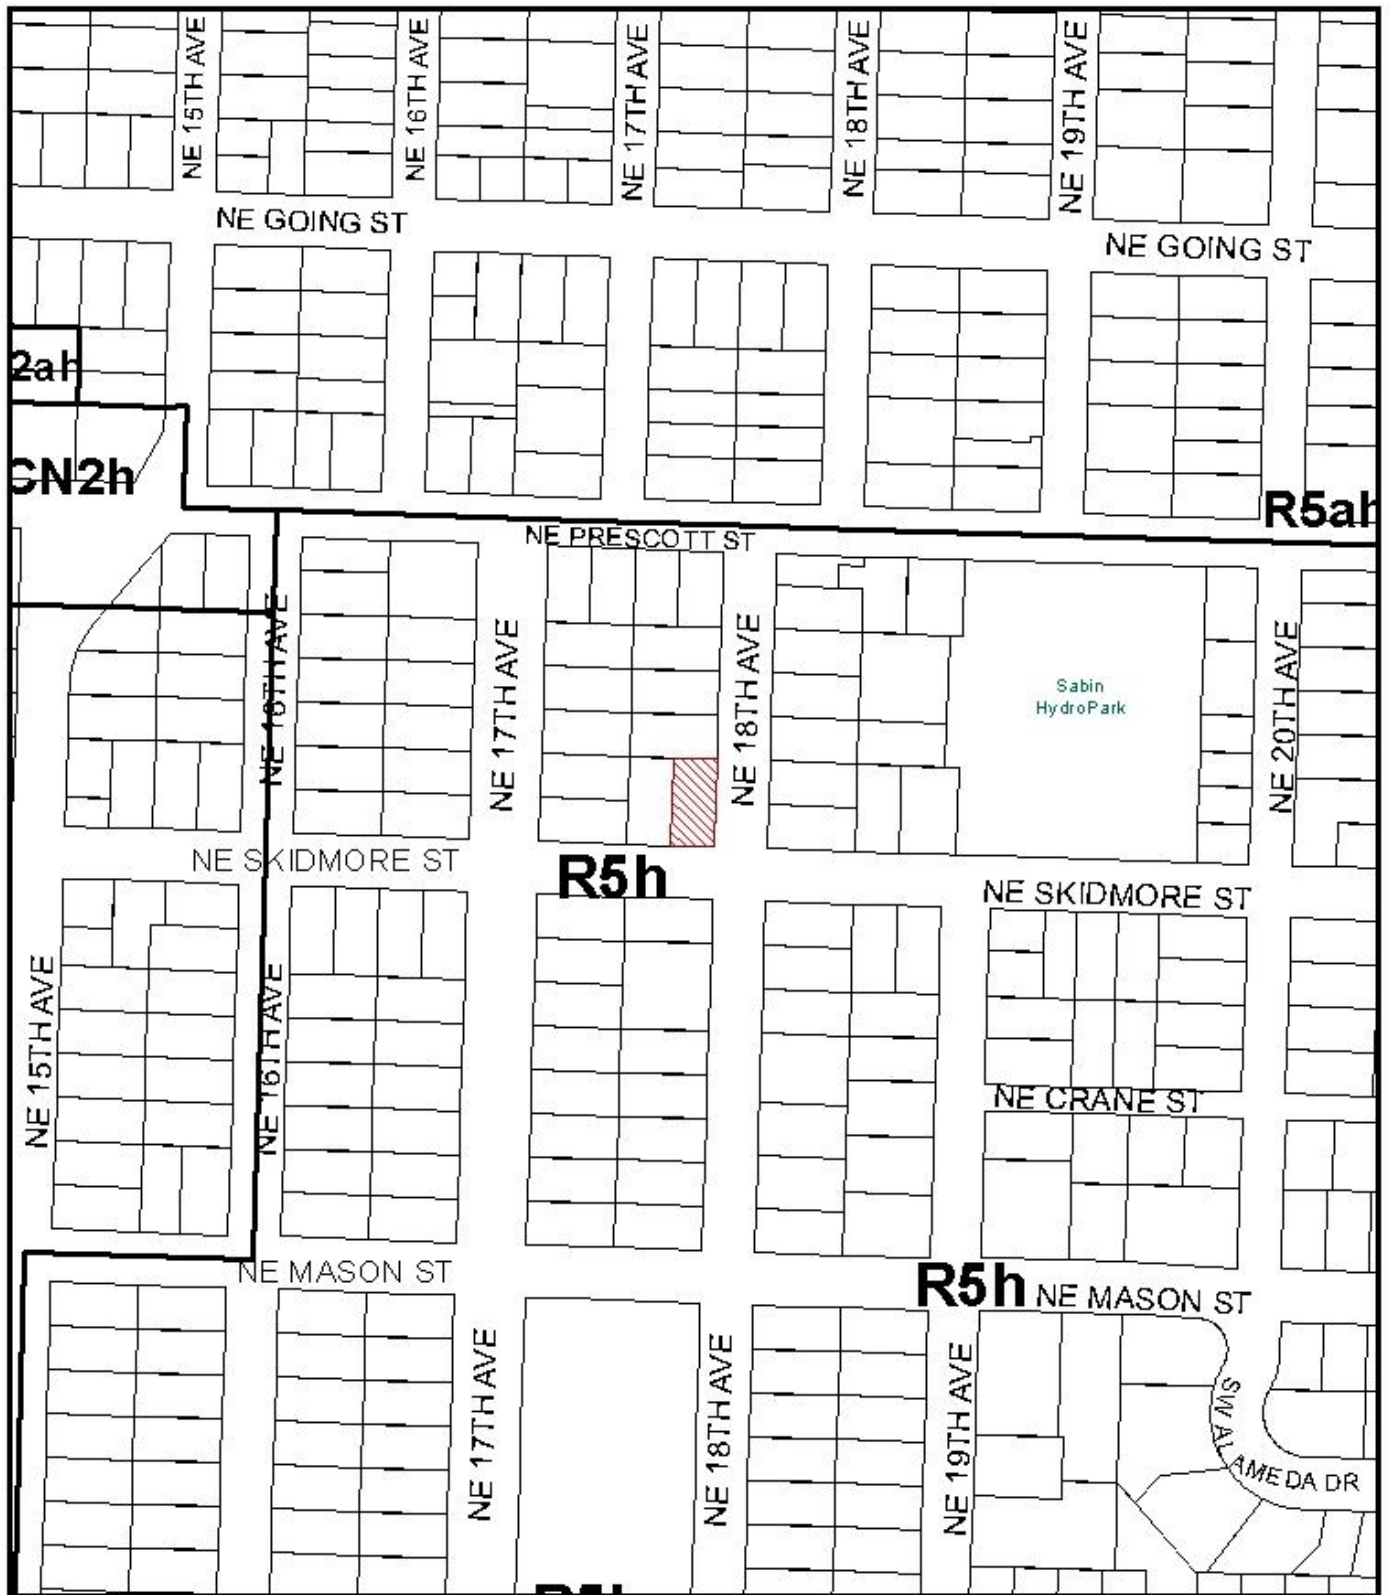 NE 15TH AVE
NE 16TH AVE
NE 17TH AVE
NE 18TH AVE
NE 19TH AVE
NE GOING ST
NE GOING ST
2ah
CN2h
R5ah
NE PRESCOTT ST
NE 16TH AVE
NE 17TH AVE
NE 18TH AVE
NE 20TH AVE
Sabin
HydroPark
NE SKIDMORE ST
R5h
NE SKIDMORE ST
NE 15TH AVE
NE 16TH AVE
NE CRANE ST
NE MASON ST
R5h
NE MASON ST
NE 17TH AVE
NE 18TH AVE
NE 19TH AVE
SW ALAMEDA DR